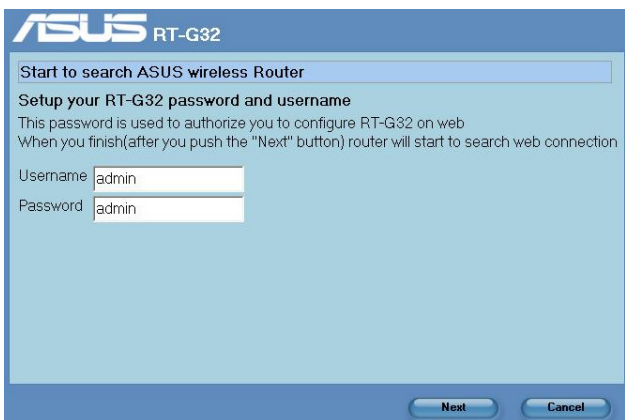 ASUS RT-G32
Start to search ASUS wireless Router
Setup your RT-G32 password and username
This password is used to authorize you to configure RT-G32 on web
When you finish(after you push the "Next" button) router will start to search web connection
Username admin
Password admin
Next Cancel